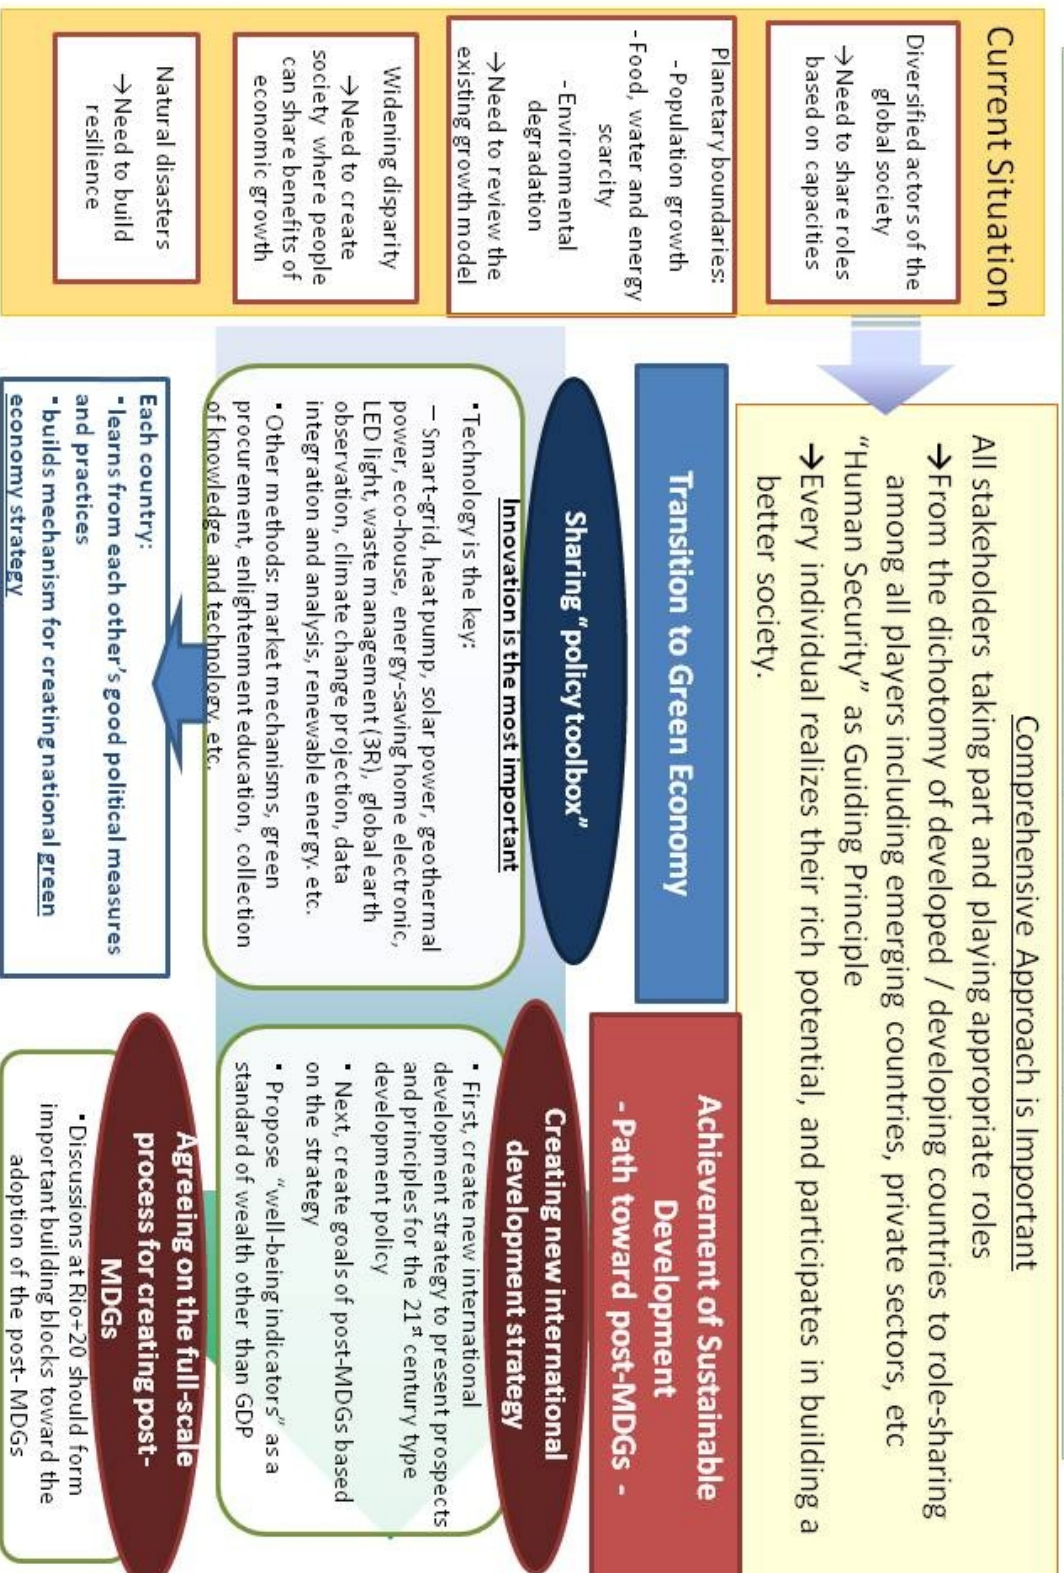 Current Situation
Diversified actors of the
global society
→Need to share roles
based on capacities
Planetary boundaries:
- Population growth
- Food, water and energy
scarcity
- Environmental
degradation
→Need to review the
existing growth model
Widening disparity
→Need to create
society where people
can share benefits of
economic growth
Natural disasters
→Need to build
resilience
Comprehensive Approach is Important
All stakeholders taking part and playing appropriate roles
→From the dichotomy of developed / developing countries to role-sharing
among all players including emerging countries, private sectors, etc
“Human Security” as Guiding Principle
→Every individual realizes their rich potential, and participates in building a
better society.
Transition to Green Economy
Sharing “policy toolbox”
Innovation is the most important
▪Technology is the key:
– Smart-grid, heat pump, solar power, geothermal
power, eco-house, energy-saving home electronic,
LED light, waste management (3R), global earth
observation, climate change projection, data
integration and analysis, renewable energy. etc.
▪Other methods: market mechanisms, green
procurement, enlightenment education, collection
of knowledge and technology. etc.
Each country:
▪learns from each other’s good political measures
and practices
▪builds mechanism for creating national green
economy strategy
Achievement of Sustainable
Development
- Path toward post-MDGs -
Creating new international
development strategy
▪ First, create new international
development strategy to present prospects
and principles for the 21st century type
development policy
▪ Next, create goals of post-MDGs based
on the strategy
▪ Propose “well-being indicators” as a
standard of wealth other than GDP
Agreeing on the full-scale
process for creating post-
MDGs
▪Discussions at Rio+20 should form
important building blocks toward the
adoption of the post- MDGs